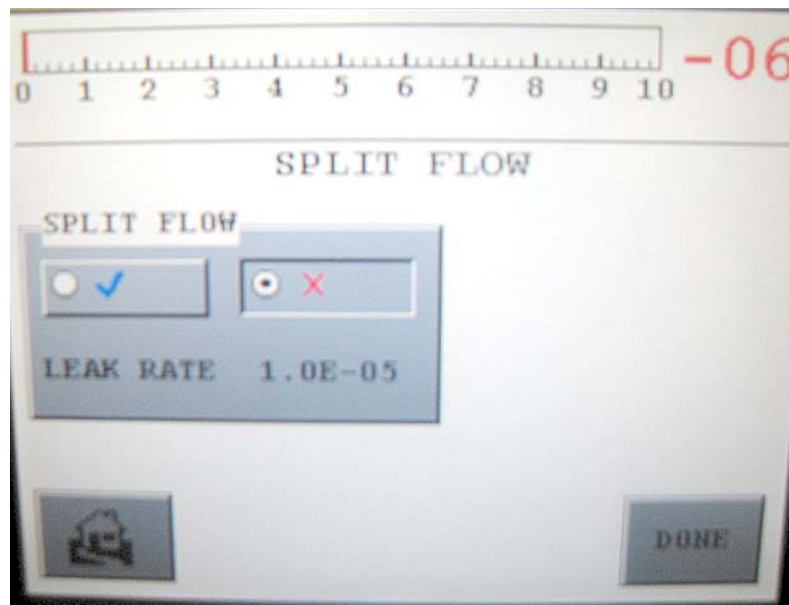 -06
0 1 2 3 4 5 6 7 8 9 10
SPLIT FLOW
SPLIT FLOW
LEAK RATE 1.0E-05
DONE